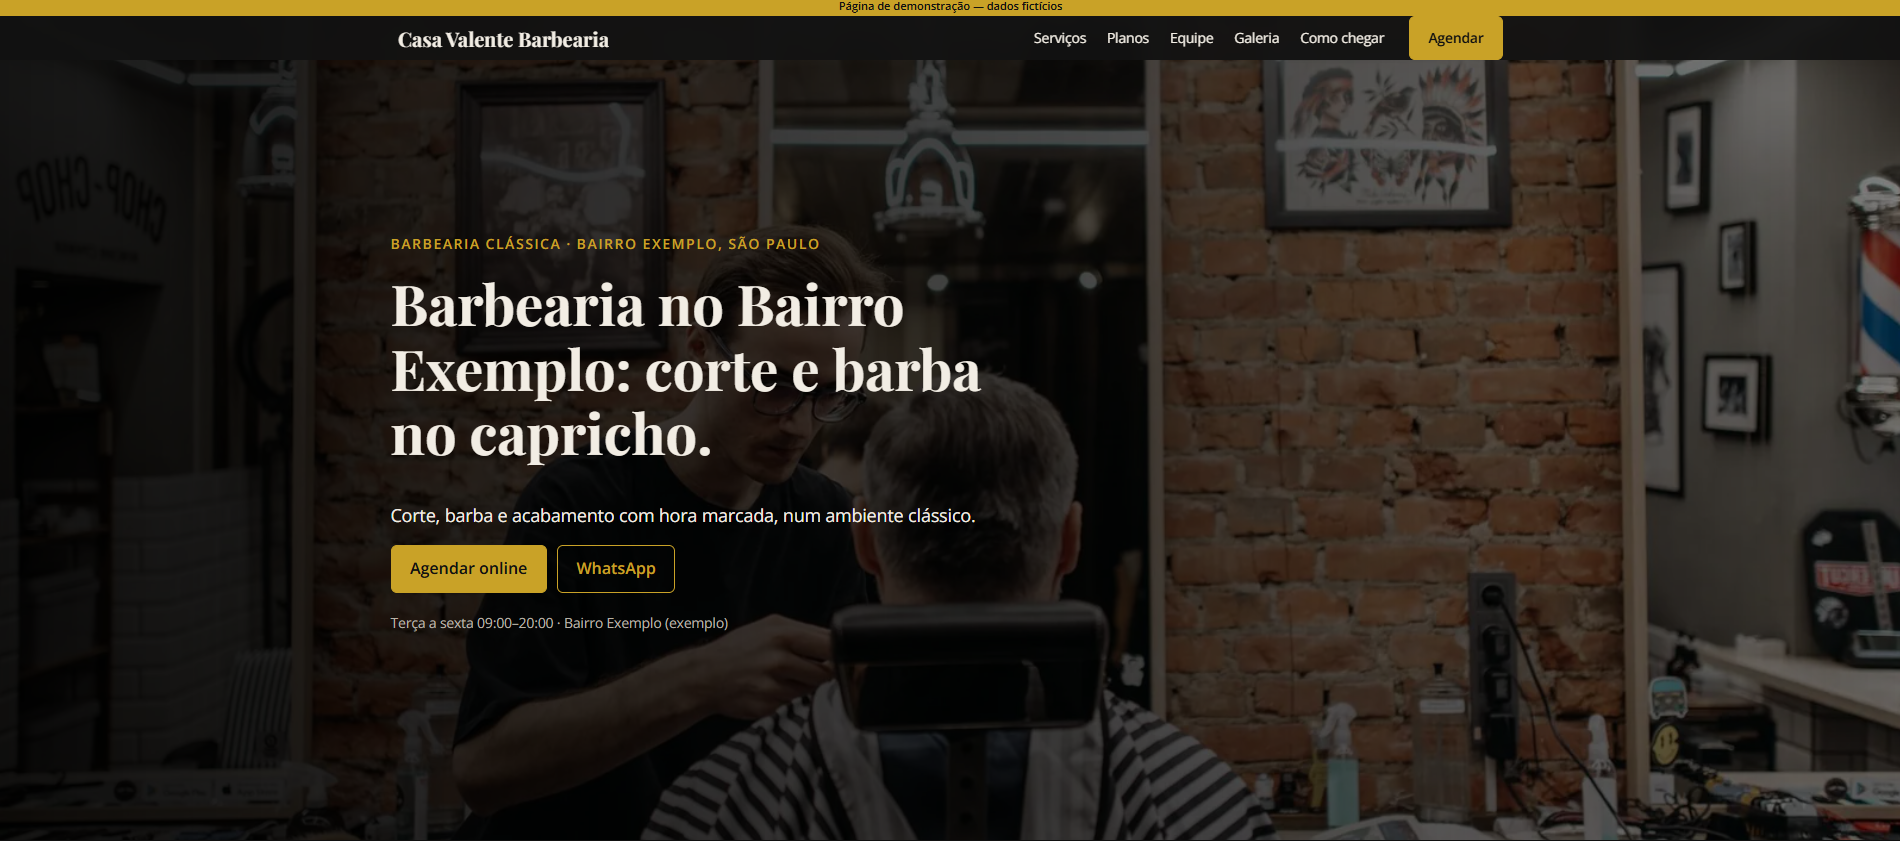 Página de demonstração — dados fictícios
Casa Valente Barbearia
Serviços Planos Equipe Galeria Como chegar Agendar
CHOP-CHOP
BARBEARIA CLÁSSICA · BAIRRO EXEMPLO, SÃO PAULO
Barbearia no Bairro
Exemplo: corte e barba
no capricho.
Corte, barba e acabamento com hora marcada, num ambiente clássico.
Agendar online WhatsApp
Terça a sexta 09:00–20:00 · Bairro Exemplo (exemplo)